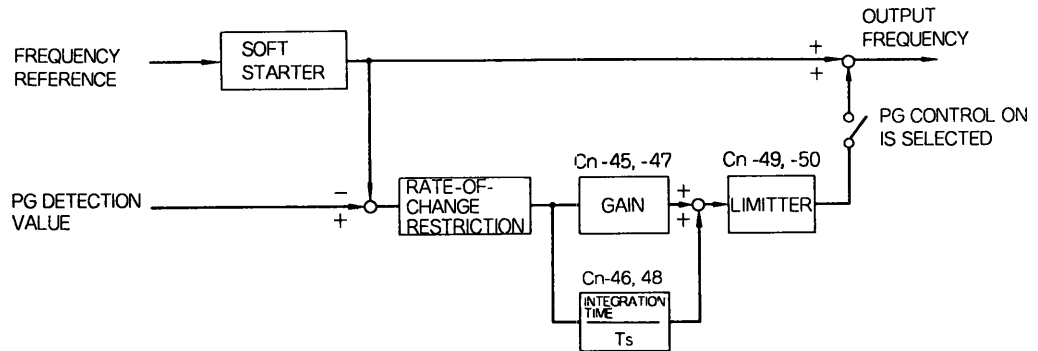 FREQUENCY
REFERENCE
SOFT
STARTER
+
+
OUTPUT
FREQUENCY
PG CONTROL ON
IS SELECTED
PG DETECTION
VALUE
−
+
RATE-OF-
CHANGE
RESTRICTION
Cn -45, -47
GAIN
+
+
Cn -49, -50
LIMITTER
Cn-46, 48
INTEGRATION
TIME
Ts